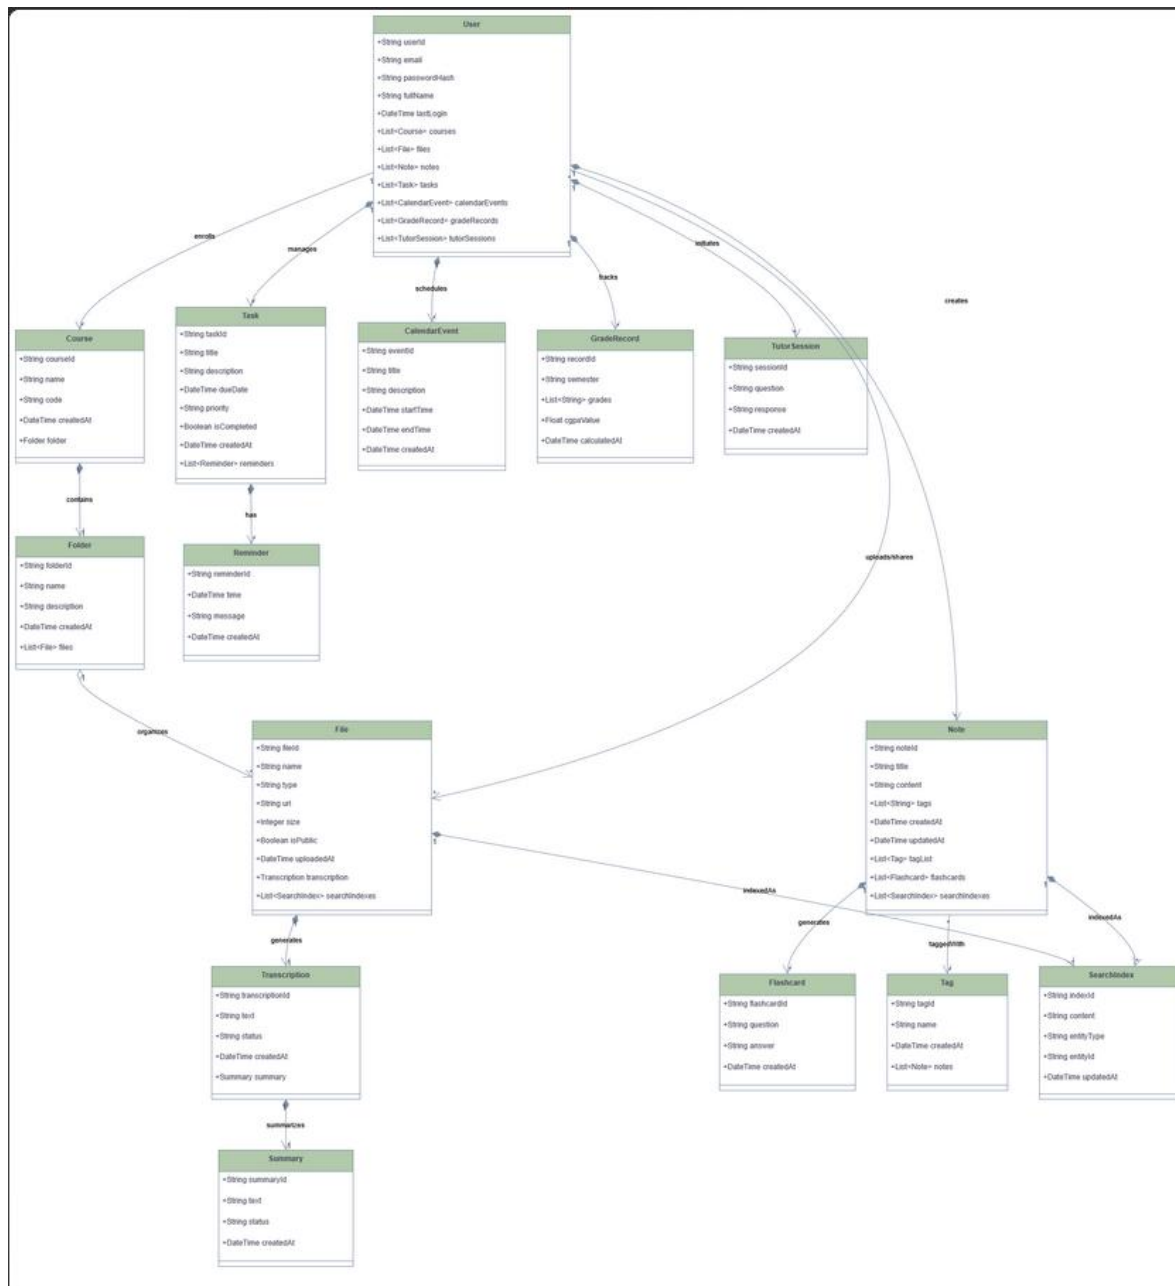 User
+String userId
+String email
+String passwordHash
+String fullName
+DateTime lastLogin
+List<Course> courses
+List<File> files
+List<Note> notes
+List<Task> tasks
+List<CalendarEvent> calendarEvents
+List<GradeRecord> gradeRecords
+List<TutorSession> tutorSessions
enrolls
manages
schedules
tracks
initiates
creates
Course
+String courseId
+String name
+String code
+DateTime createdAt
+Folder folder
Task
+String taskId
+String title
+String description
+DateTime dueDate
+String priority
+Boolean isCompleted
+DateTime createdAt
+List<Reminder> reminders
CalendarEvent
+String eventId
+String title
+String description
+DateTime startTime
+DateTime endTime
+DateTime createdAt
GradeRecord
+String recordId
+String semester
+List<String> grades
+Float cgpaValue
+DateTime calculatedAt
TutorSession
+String sessionId
+String question
+String response
+DateTime createdAt
contains
has
uploads/shares
Folder
+String folderId
+String name
+String description
+DateTime createdAt
+List<File> files
Reminder
+String reminderId
+DateTime time
+String message
+DateTime createdAt
organizes
File
+String fileId
+String name
+String type
+String url
+Integer size
+Boolean isPublic
+DateTime uploadedAt
+Transcription transcription
+List<SearchIndex> searchIndexes
Note
+String noteId
+String title
+String content
+List<String> tags
+DateTime createdAt
+DateTime updatedAt
+List<Tag> tagList
+List<Flashcard> flashcards
+List<SearchIndex> searchIndexes
generates
indexedAs
generates
taggedWith
indexedAs
Transcription
+String transcriptionId
+String text
+String status
+DateTime createdAt
+Summary summary
Flashcard
+String flashcardId
+String question
+String answer
+DateTime createdAt
Tag
+String tagId
+String name
+DateTime createdAt
+List<Note> notes
SearchIndex
+String indexId
+String content
+String entityType
+String entityId
+DateTime updatedAt
summarizes
Summary
+String summaryId
+String text
+String status
+DateTime createdAt